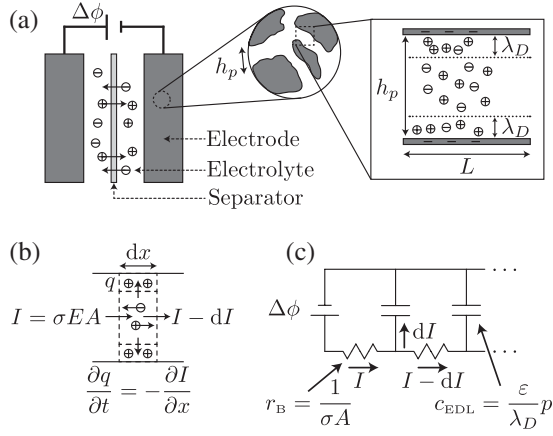 (a)
Δϕ
h_p
λ_D
h_p
λ_D
L
Electrode
Electrolyte
Separator
(b)
dx
q
I = σEA
I − dI
∂q/∂t = −∂I/∂x
(c)
Δϕ
dI
I
I − dI
r_B = 1/σA
c_EDL = ε/λ_D p